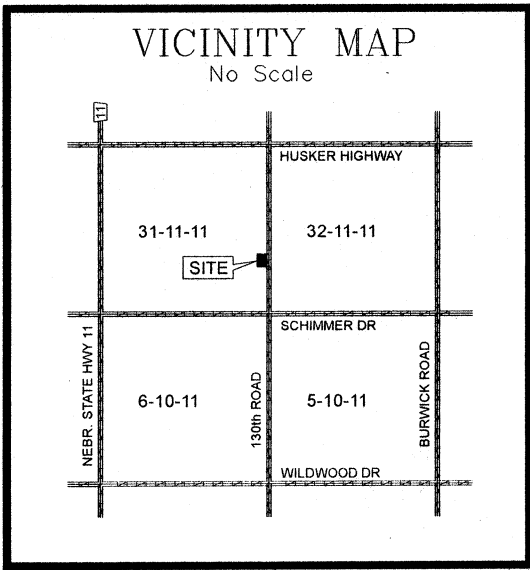 VICINITY MAP
No Scale
11
HUSKER HIGHWAY
31-11-11
32-11-11
SITE
SCHIMMER DR
NEBR. STATE HWY 11
6-10-11
130th ROAD
5-10-11
BURWICK ROAD
WILDWOOD DR